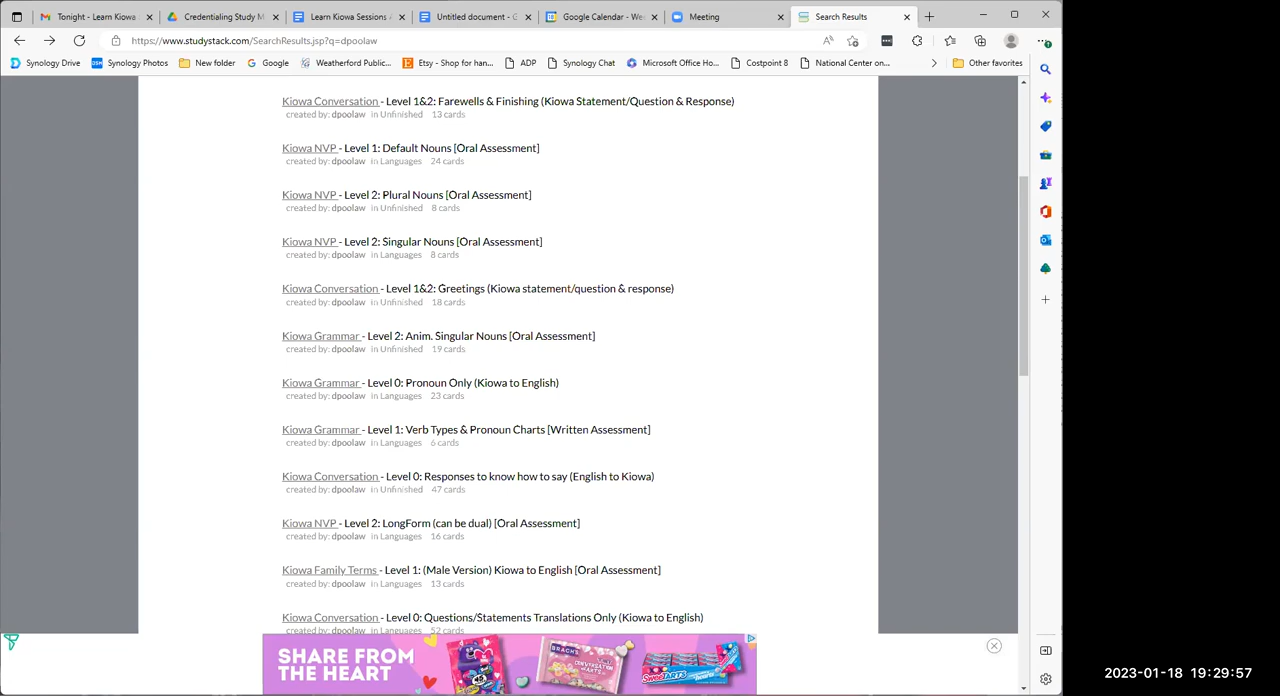 Tonight - Learn Kiowa
Credentialing Study M
Learn Kiowa Sessions A
Untitled document - G
Google Calendar - We
Meeting
Search Results
https://www.studystack.com/SearchResults.jsp?q=dpoolaw
Synology Drive
DSM Synology Photos
New folder
G Google
Weatherford Public...
E Etsy - Shop for han...
ADP
Synology Chat
Microsoft Office Ho...
Costpoint 8
National Center on...
Other favorites
Kiowa Conversation - Level 1&2: Farewells & Finishing (Kiowa Statement/Question & Response)
created by: dpoolaw in Unfinished 13 cards
Kiowa NVP - Level 1: Default Nouns [Oral Assessment]
created by: dpoolaw in Languages 24 cards
Kiowa NVP - Level 2: Plural Nouns [Oral Assessment]
created by: dpoolaw in Unfinished 8 cards
Kiowa NVP - Level 2: Singular Nouns [Oral Assessment]
created by: dpoolaw in Languages 8 cards
Kiowa Conversation - Level 1&2: Greetings (Kiowa statement/question & response)
created by: dpoolaw in Unfinished 18 cards
Kiowa Grammar - Level 2: Anim. Singular Nouns [Oral Assessment]
created by: dpoolaw in Unfinished 19 cards
Kiowa Grammar - Level 0: Pronoun Only (Kiowa to English)
created by: dpoolaw in Languages 23 cards
Kiowa Grammar - Level 1: Verb Types & Pronoun Charts [Written Assessment]
created by: dpoolaw in Languages 6 cards
Kiowa Conversation - Level 0: Responses to know how to say (English to Kiowa)
created by: dpoolaw in Unfinished 47 cards
Kiowa NVP - Level 2: LongForm (can be dual) [Oral Assessment]
created by: dpoolaw in Languages 16 cards
Kiowa Family Terms - Level 1: (Male Version) Kiowa to English [Oral Assessment]
created by: dpoolaw in Languages 13 cards
Kiowa Conversation - Level 0: Questions/Statements Translations Only (Kiowa to English)
created by: dpoolaw in Languages 52 cards
SHARE FROM
THE HEART
BRACH'S
CONVERSATION
HEARTS
SweeTARTS
45
2023-01-18 19:29:57